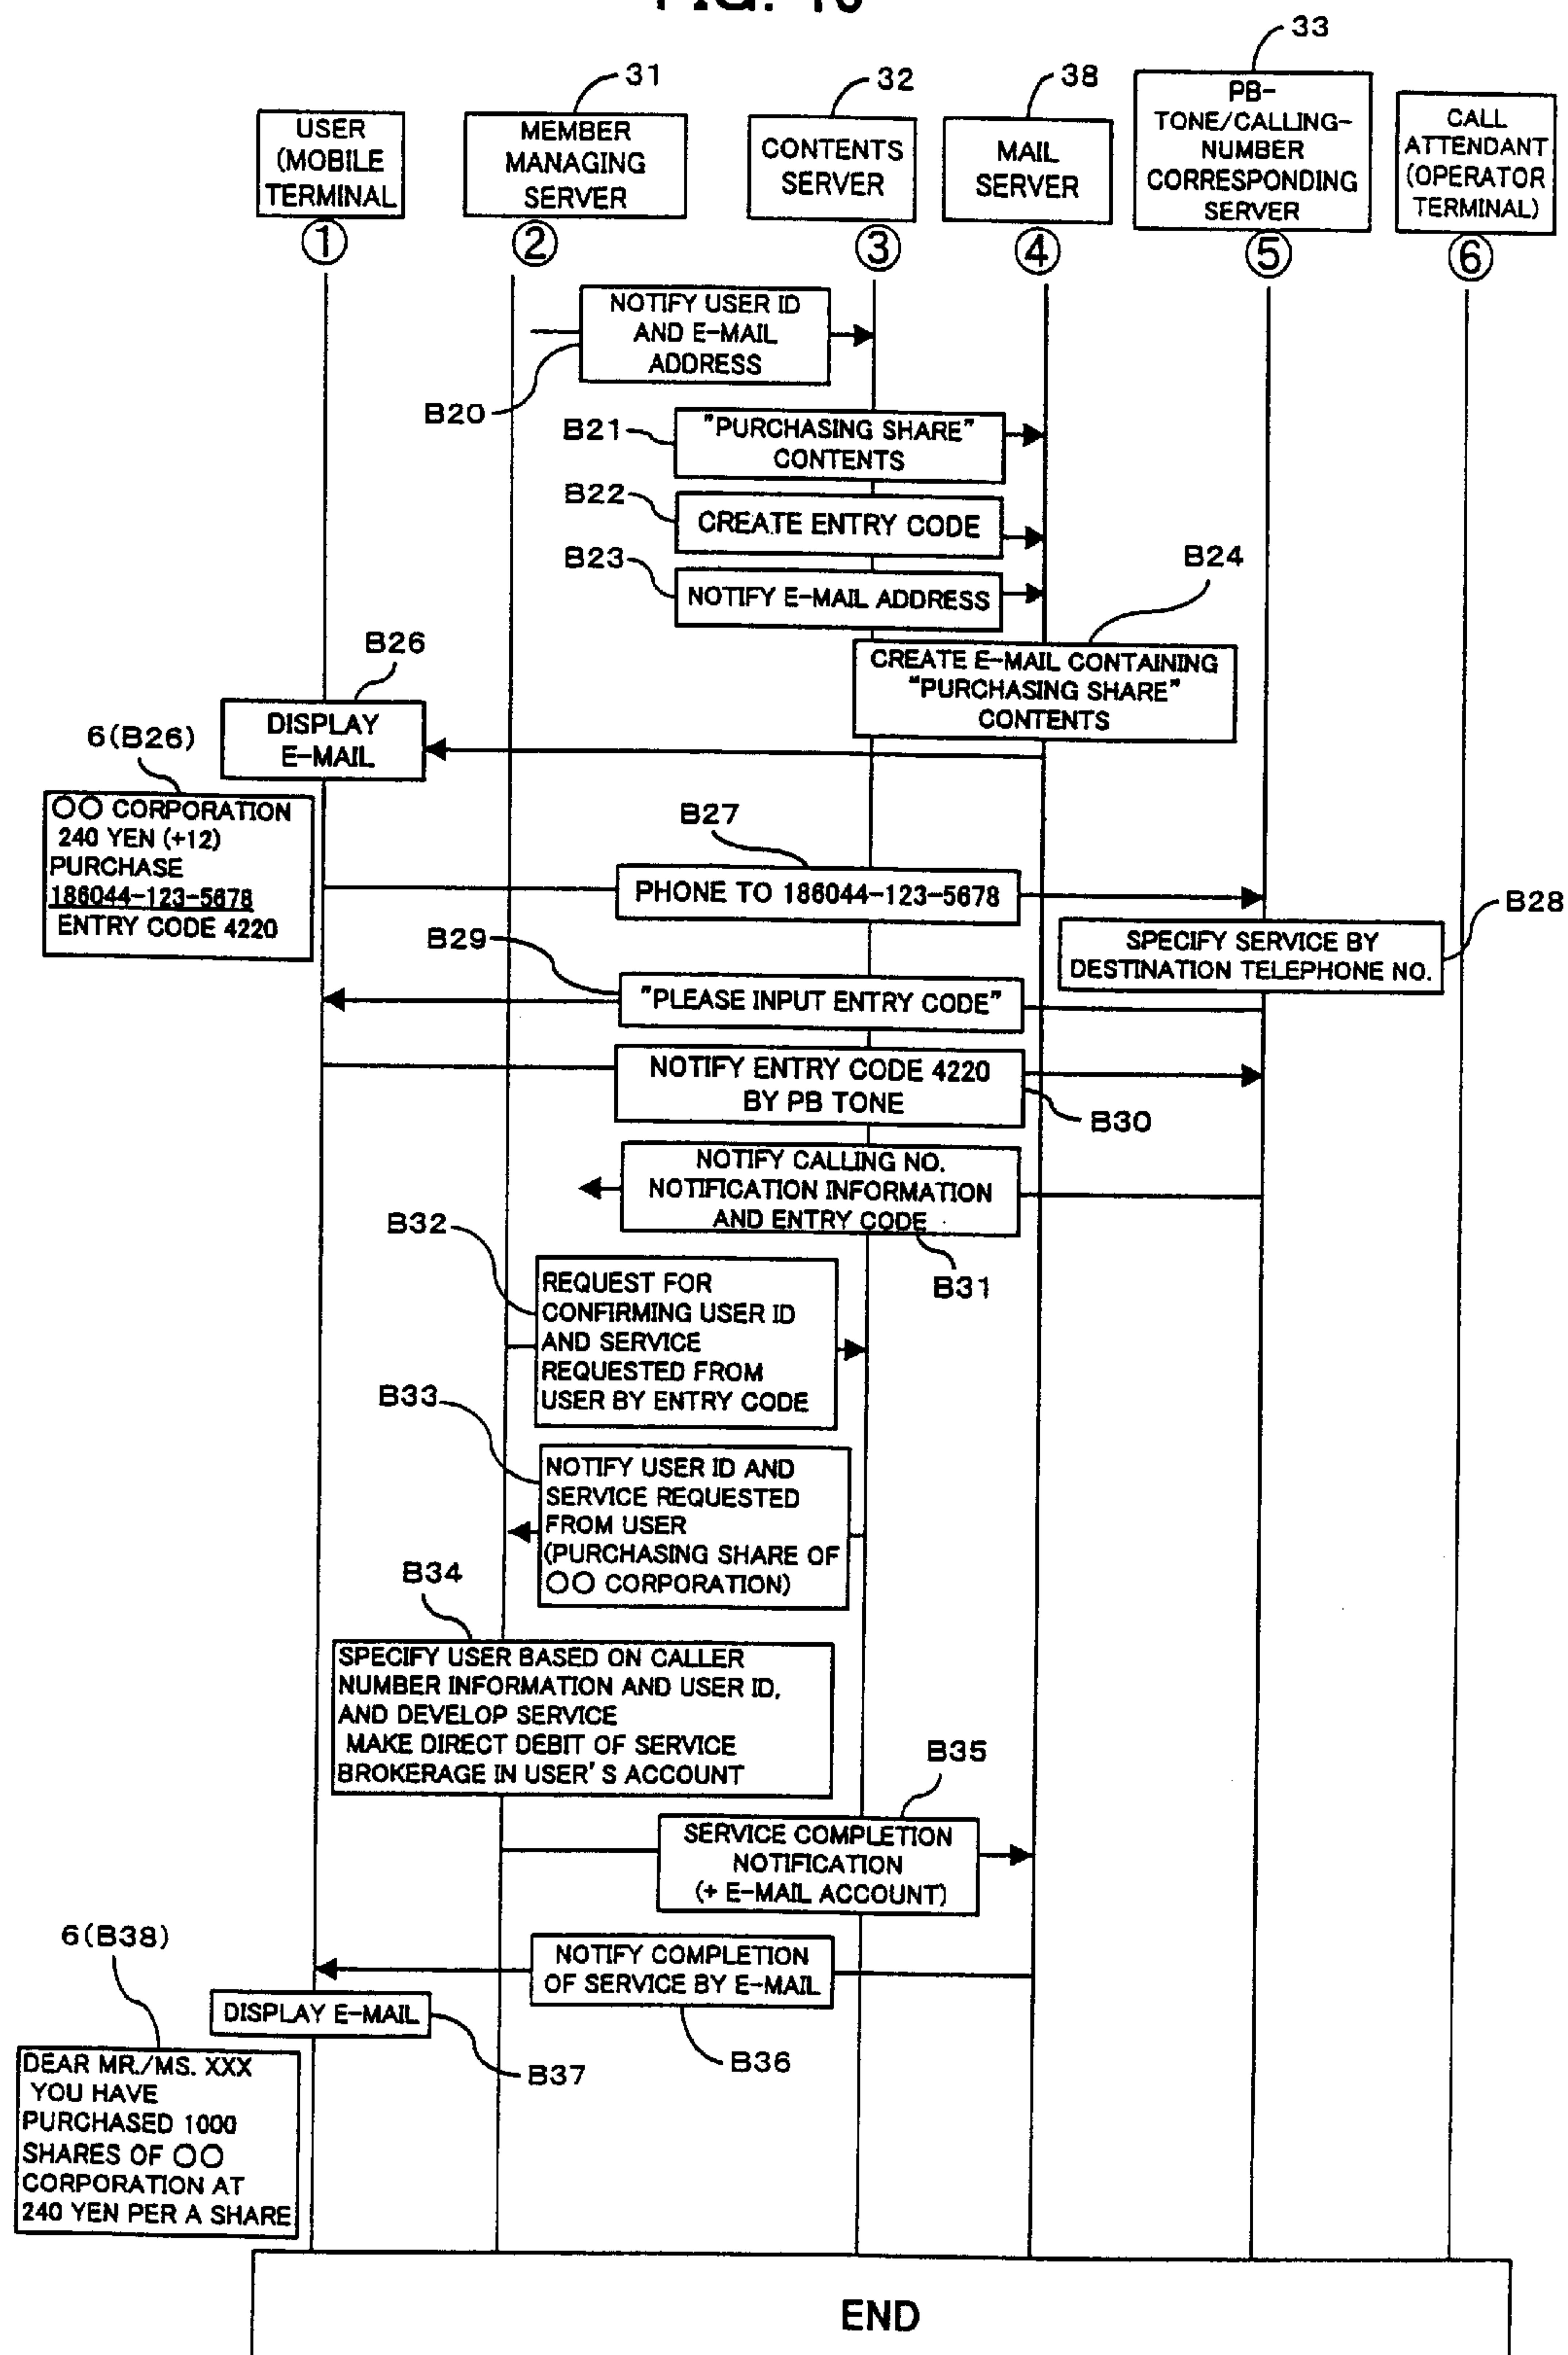 33
31
32
38
USER
(MOBILE
TERMINAL
MEMBER
MANAGING
SERVER
CONTENTS
SERVER
MAIL
SERVER
PB-
TONE/CALLING-
NUMBER
CORRESPONDING
SERVER
CALL
ATTENDANT
(OPERATOR
TERMINAL)
①
②
③
④
⑤
⑥
NOTIFY USER ID
AND E-MAIL
ADDRESS
B20
B21
"PURCHASING SHARE"
CONTENTS
B22
CREATE ENTRY CODE
B23
NOTIFY E-MAIL ADDRESS
B24
CREATE E-MAIL CONTAINING
"PURCHASING SHARE"
CONTENTS
B26
DISPLAY
E-MAIL
6(B26)
○○ CORPORATION
240 YEN (+12)
PURCHASE
186044-123-5678
ENTRY CODE 4220
B27
PHONE TO 186044-123-5678
B28
SPECIFY SERVICE BY
DESTINATION TELEPHONE NO.
B29
"PLEASE INPUT ENTRY CODE"
NOTIFY ENTRY CODE 4220
BY PB TONE
B30
NOTIFY CALLING NO.
NOTIFICATION INFORMATION
AND ENTRY CODE
B31
B32
REQUEST FOR
CONFIRMING USER ID
AND SERVICE
REQUESTED FROM
USER BY ENTRY CODE
B33
NOTIFY USER ID AND
SERVICE REQUESTED
FROM USER
(PURCHASING SHARE OF
○○ CORPORATION)
B34
SPECIFY USER BASED ON CALLER
NUMBER INFORMATION AND USER ID,
AND DEVELOP SERVICE
MAKE DIRECT DEBIT OF SERVICE
BROKERAGE IN USER'S ACCOUNT
B35
SERVICE COMPLETION
NOTIFICATION
(+ E-MAIL ACCOUNT)
6(B38)
NOTIFY COMPLETION
OF SERVICE BY E-MAIL
B36
DISPLAY E-MAIL
B37
DEAR MR./MS. XXX
YOU HAVE
PURCHASED 1000
SHARES OF ○○
CORPORATION AT
240 YEN PER A SHARE
END